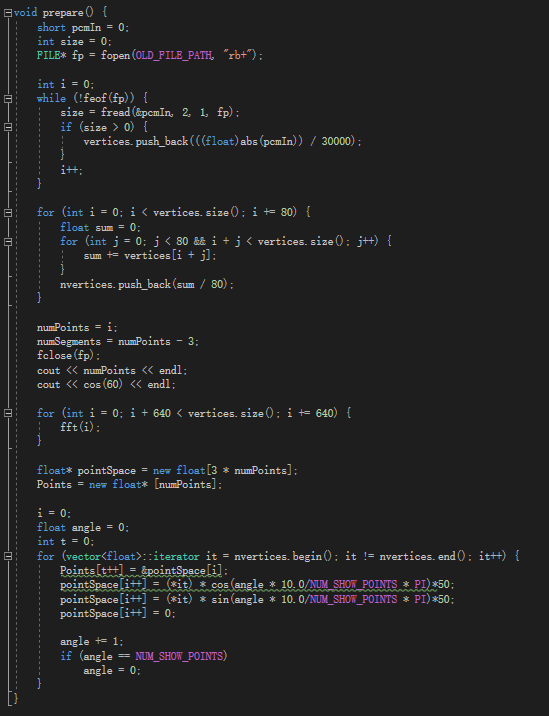 void prepare() {
short pcmIn = 0;
int size = 0;
FILE* fp = fopen(OLD_FILE_PATH, "rb+");
int i = 0;
while (!feof(fp)) {
size = fread(&pcmIn, 2, 1, fp);
if (size > 0) {
vertices.push_back(((float)abs(pcmIn)) / 30000);
}
i++;
}
for (int i = 0; i < vertices.size(); i += 80) {
float sum = 0;
for (int j = 0; j < 80 && i + j < vertices.size(); j++) {
sum += vertices[i + j];
}
nvertices.push_back(sum / 80);
}
numPoints = i;
numSegments = numPoints - 3;
fclose(fp);
cout << numPoints << endl;
cout << cos(60) << endl;
for (int i = 0; i + 640 < vertices.size(); i += 640) {
fft(i);
}
float* pointSpace = new float[3 * numPoints];
Points = new float* [numPoints];
i = 0;
float angle = 0;
int t = 0;
for (vector<float>::iterator it = nvertices.begin(); it != nvertices.end(); it++) {
Points[t++] = &pointSpace[i];
pointSpace[i++] = (*it) * cos(angle * 10.0/NUM_SHOW_POINTS * PI)*50;
pointSpace[i++] = (*it) * sin(angle * 10.0/NUM_SHOW_POINTS * PI)*50;
pointSpace[i++] = 0;
angle += 1;
if (angle == NUM_SHOW_POINTS)
angle = 0;
}
}